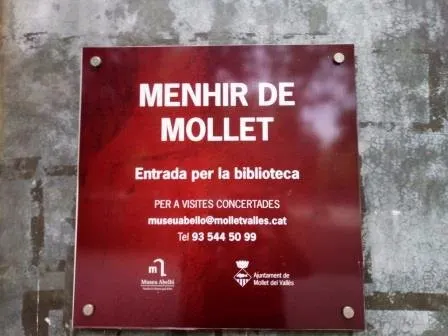 MENHIR DE
MOLLET
Entrada per la biblioteca
PER A VISITES CONCERTADES
museuabello@molletvalles.cat
Tel 93 544 50 99
Museu Abelló
Ajuntament de
Mollet del Vallès